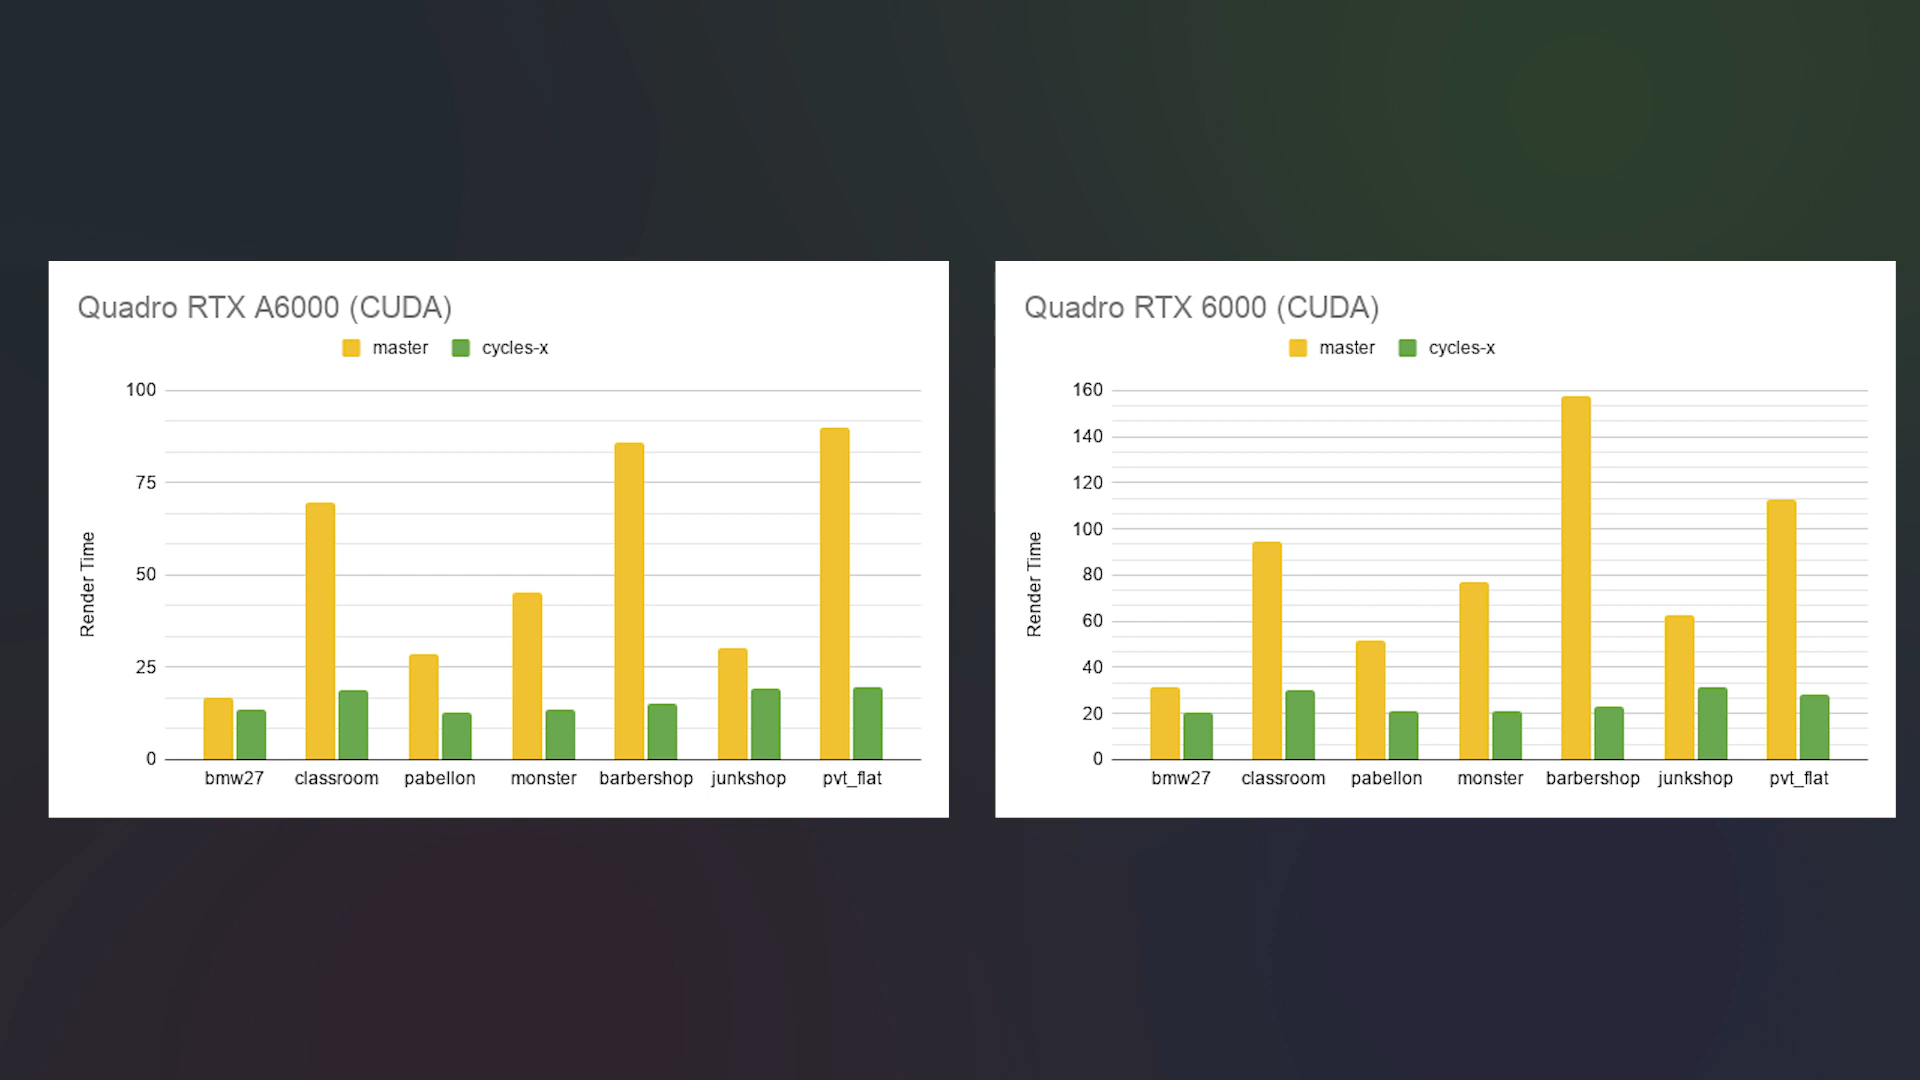 Quadro RTX A6000 (CUDA)
master cycles-x
100
75
50
25
0
Render Time
bmw27 classroom pabellon monster barbershop junkshop pvt_flat
Quadro RTX 6000 (CUDA)
master cycles-x
160
140
120
100
80
60
40
20
0
Render Time
bmw27 classroom pabellon monster barbershop junkshop pvt_flat